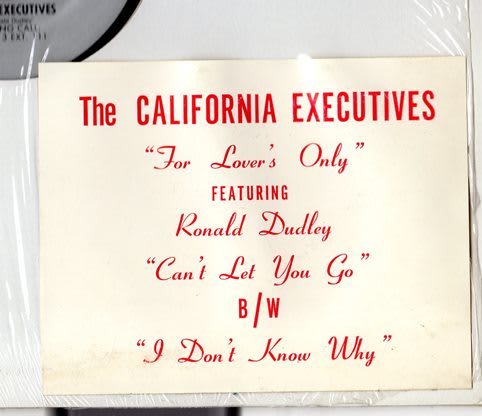 EXECUTIVES
The CALIFORNIA EXECUTIVES
"For Lover's Only"
FEATURING
Ronald Dudley
"Can't Let You Go"
B/W
"I Don't Know Why"